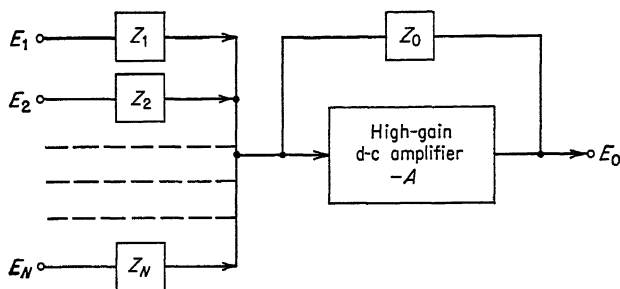 E1
Z1
E2
Z2
EN
ZN
Z0
High-gain
d-c amplifier
-A
E0